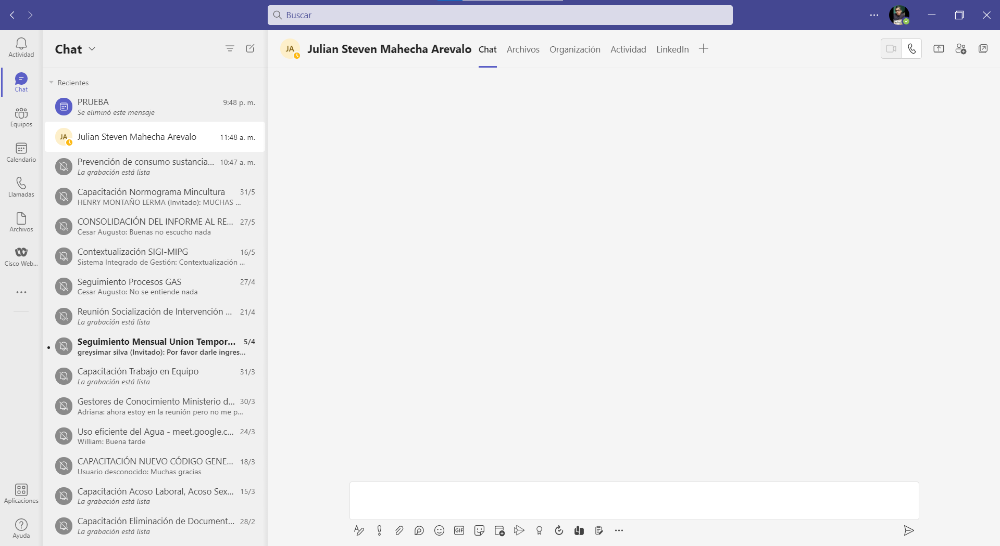 Buscar
Actividad
Chat
Equipos
Calendario
Llamadas
Archivos
Cisco Web...
Aplicaciones
Ayuda
Chat
Recientes
PRUEBA 9:48 p. m.
Se eliminó este mensaje
JA Julian Steven Mahecha Arevalo 11:48 a. m.
Prevención de consumo sustancia... 10:47 a. m.
La grabación está lista
Capacitación Normograma Mincultura 31/5
HENRY MONTAÑO LERMA (Invitado): MUCHAS ...
CONSOLIDACIÓN DEL INFORME AL RE... 27/5
Cesar Augusto: Buenas no escucho nada
Contextualización SIGI-MIPG 16/5
Sistema Integrado de Gestión: Contextualización ...
Seguimiento Procesos GAS 27/4
Cesar Augusto: No se entiende nada
Reunión Socialización de Intervención ... 21/4
La grabación está lista
Seguimiento Mensual Union Tempor... 5/4
greysimar silva (Invitado): Por favor darle ingres...
Capacitación Trabajo en Equipo 31/3
La grabación está lista
Gestores de Conocimiento Ministerio d... 30/3
Adriana: ahora estoy en la reunión pero no me p...
Uso eficiente del Agua - meet.google.c... 24/3
William: Buena tarde
CAPACITACIÓN NUEVO CÓDIGO GENE... 18/3
Usuario desconocido: Muchas gracias
Capacitación Acoso Laboral, Acoso Sex... 15/3
La grabación está lista
Capacitación Eliminación de Document... 28/2
La grabación está lista
JA Julian Steven Mahecha Arevalo Chat Archivos Organización Actividad LinkedIn
GIF